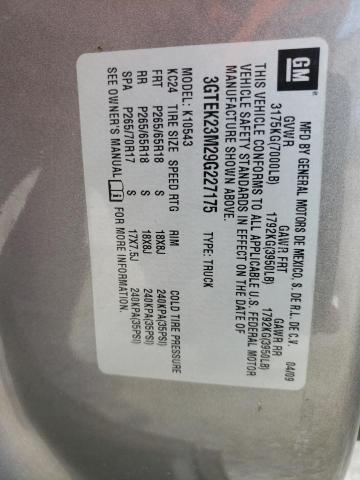 GM
MFD BY GENERAL MOTORS DE MEXICO, S. DE R.L. DE C.V.
04/09
GVWR GAWR FRT GAWR RR
3175KG(7000LB) 1792KG(3950LB) 1792KG(3950LB)
THIS VEHICLE CONFORMS TO ALL APPLICABLE U.S. FEDERAL MOTOR
VEHICLE SAFETY STANDARDS IN EFFECT ON THE DATE OF
MANUFACTURE SHOWN ABOVE.
3GTEK23M29G227175 TYPE: TRUCK
MODEL: K10543
KC24 TIRE SIZE SPEED RTG RIM COLD TIRE PRESSURE
FRT P265/65R18 S 18X8J 240KPA(35PSI)
RR P265/65R18 S 18X8J 240KPA(35PSI)
SPA P265/70R17 S 17X7.5J 240KPA(35PSI)
SEE OWNER'S MANUAL FOR MORE INFORMATION.